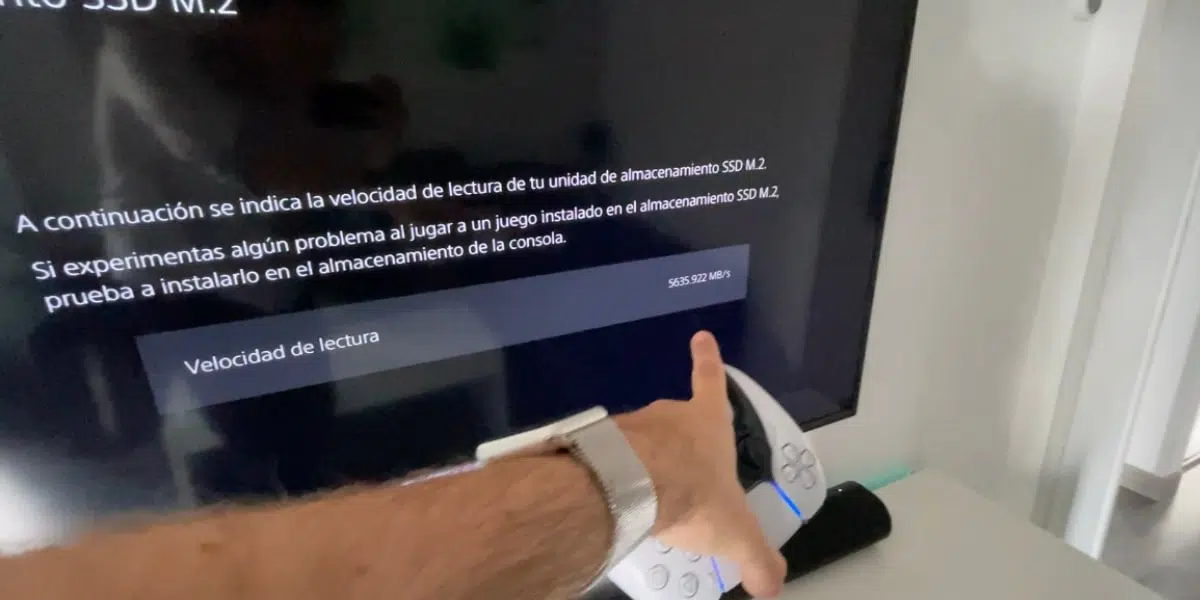 SSD M.2
A continuación se indica la velocidad de lectura de tu unidad de almacenamiento SSD M.2.
Si experimentas algún problema al jugar a un juego instalado en el almacenamiento SSD M.2,
prueba a instalarlo en el almacenamiento de la consola.
5635.922 MB/s
Velocidad de lectura